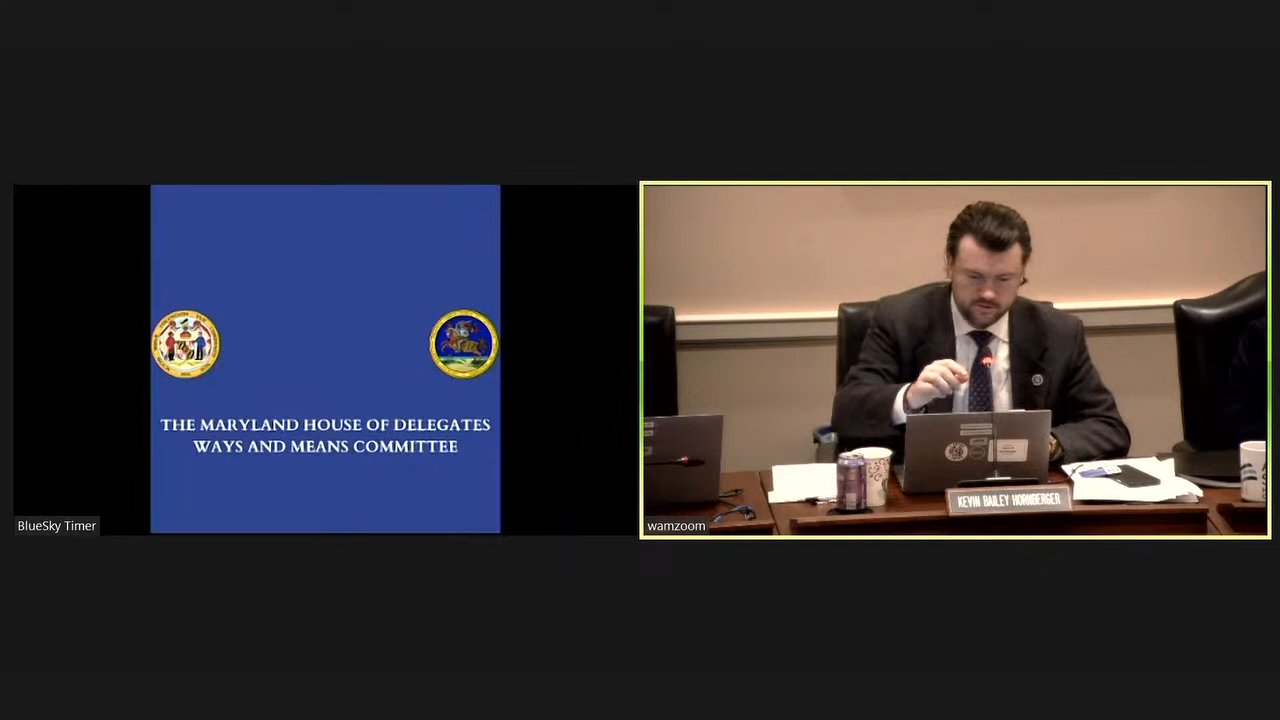 THE MARYLAND HOUSE OF DELEGATES
WAYS AND MEANS COMMITTEE
BlueSky Timer
KEVIN BAILEY HORNBERGER
wamzoom